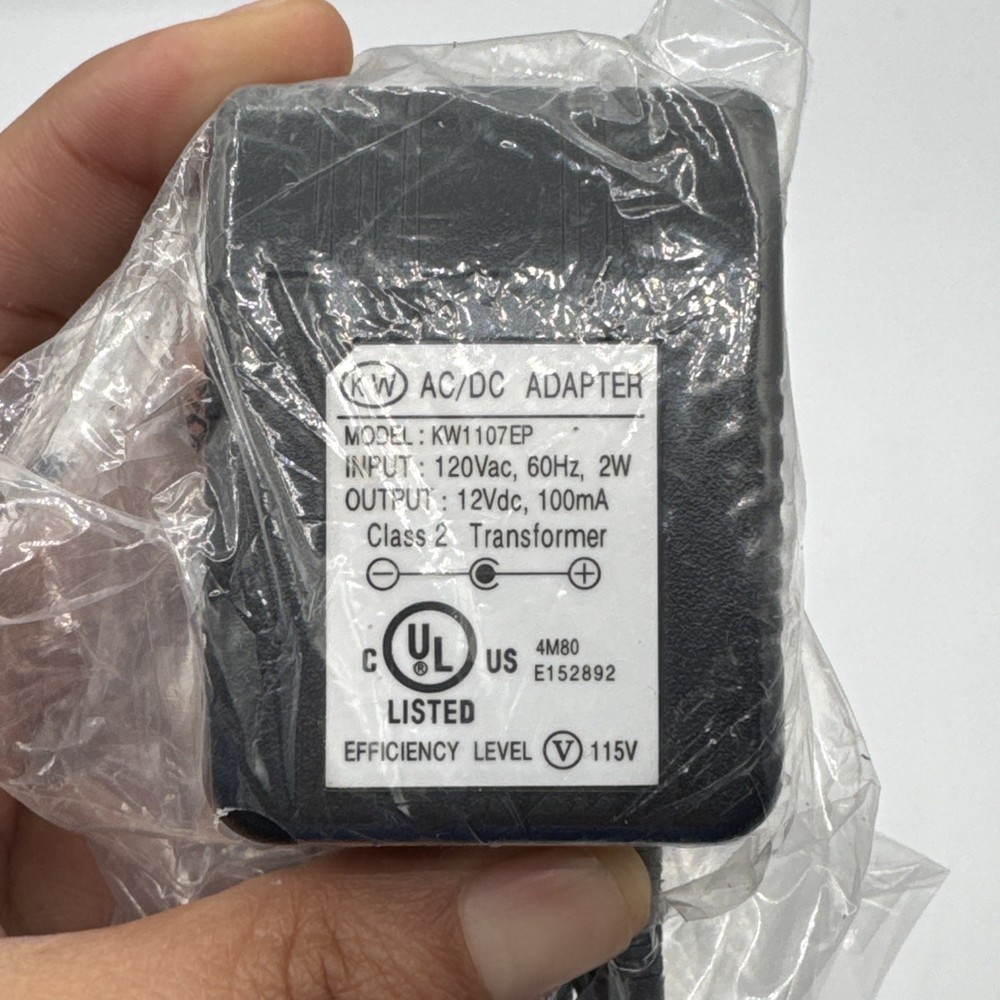 KW AC/DC ADAPTER
MODEL : KW1107EP
INPUT : 120Vac, 60Hz, 2W
OUTPUT : 12Vdc, 100mA
Class 2 Transformer
− +
C UL ® US
LISTED
4M80
E152892
EFFICIENCY LEVEL V 115V